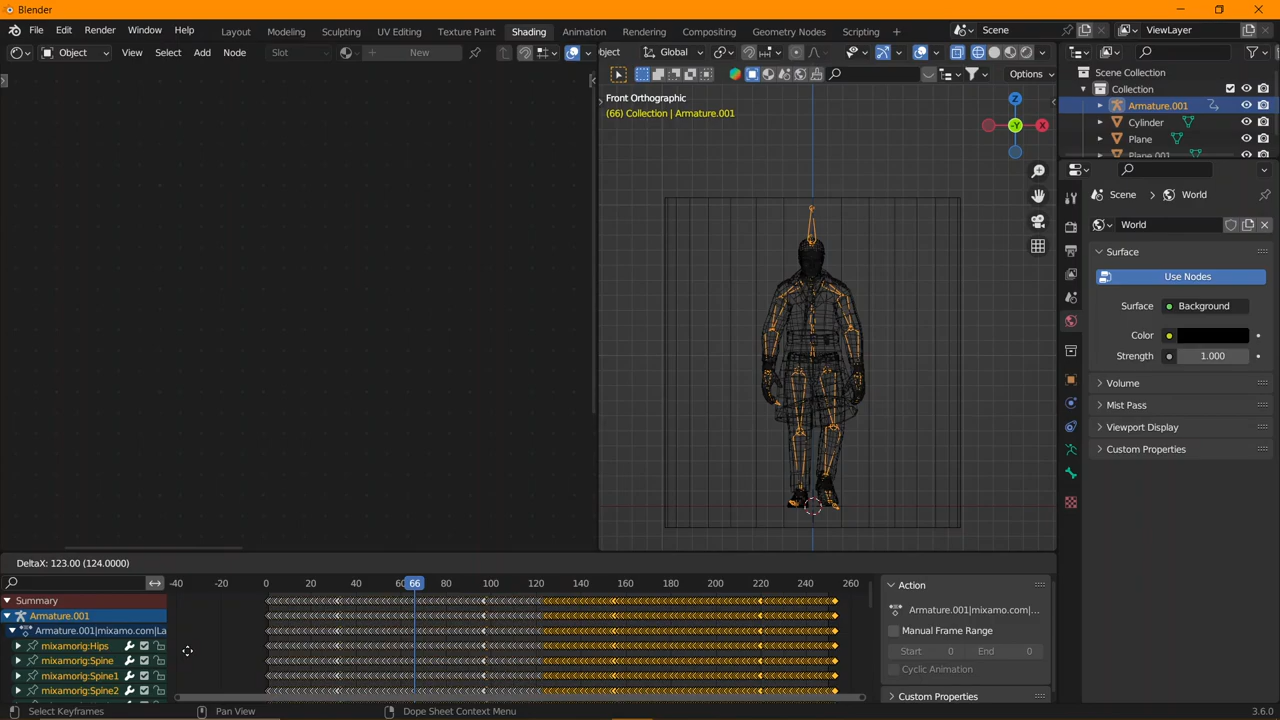 Blender
File Edit Render Window Help
Layout Modeling Sculpting UV Editing Texture Paint Shading Animation Rendering Compositing Geometry Nodes Scripting +
Scene
ViewLayer
Object View Select Add Node
Slot
New
bject
Global
Options
Front Orthographic
(66) Collection | Armature.001
Z
-Y
X
Scene Collection
Collection
Armature.001
Cylinder
Plane
Plane.001
Scene > World
World
Surface
Use Nodes
Surface Background
Color
Strength 1.000
Volume
Mist Pass
Viewport Display
Custom Properties
DeltaX: 123.00 (124.0000)
-40 -20 0 20 40 60 66 80 100 120 140 160 180 200 220 240 260
Summary
Armature.001
Armature.001|mixamo.com|La
mixamorig:Hips
mixamorig:Spine
mixamorig:Spine1
mixamorig:Spine2
Action
Armature.001|mixamo.com|...
Manual Frame Range
Start 0 End 0
Cyclic Animation
Custom Properties
Select Keyframes
Pan View
Dope Sheet Context Menu
3.6.0